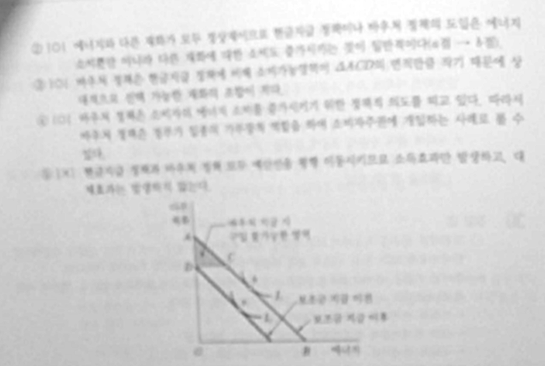 ② [O] 에너지와 다른 재화가 모두 정상재이므로 현금지급 정책이나 바우처 정책의 도입은 에너지
소비뿐만 아니라 다른 재화에 대한 소비도 증가시키는 것이 일반적이다(a점 → b점).
③ [O] 바우처 정책은 현금지급 정책에 비해 소비가능영역이 △ACD의 면적만큼 작기 때문에 상
대적으로 선택 가능한 재화의 조합이 적다.
④ [O] 바우처 정책은 소비자의 에너지 소비를 증가시키기 위한 정책적 의도를 띠고 있다. 따라서
바우처 정책은 정부가 일종의 가부장적 역할을 하여 소비자주권에 개입하는 사례로 볼 수
있다.
⑤ [×] 현금지급 정책과 바우처 정책 모두 예산선을 평행 이동시키므로 소득효과만 발생하고, 대
체효과는 발생하지 않는다.
다른
재화
바우처 지급 시
구입 불가능한 영역
A
D
C
b
a
보조금 지급 이전
보조금 지급 이후
O
B
에너지